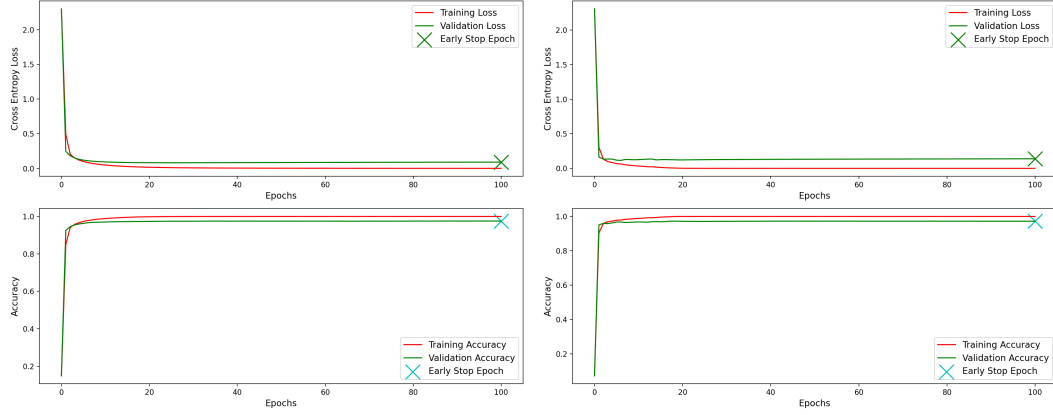 2.0
1.5
1.0
0.5
0.0
Cross Entropy Loss
Training Loss
Validation Loss
Early Stop Epoch
0 20 40 60 80 100
Epochs
2.0
1.5
1.0
0.5
0.0
Cross Entropy Loss
Training Loss
Validation Loss
Early Stop Epoch
0 20 40 60 80 100
Epochs
1.0
0.8
0.6
0.4
0.2
Accuracy
Training Accuracy
Validation Accuracy
Early Stop Epoch
0 20 40 60 80 100
Epochs
1.0
0.8
0.6
0.4
0.2
Accuracy
Training Accuracy
Validation Accuracy
Early Stop Epoch
0 20 40 60 80 100
Epochs